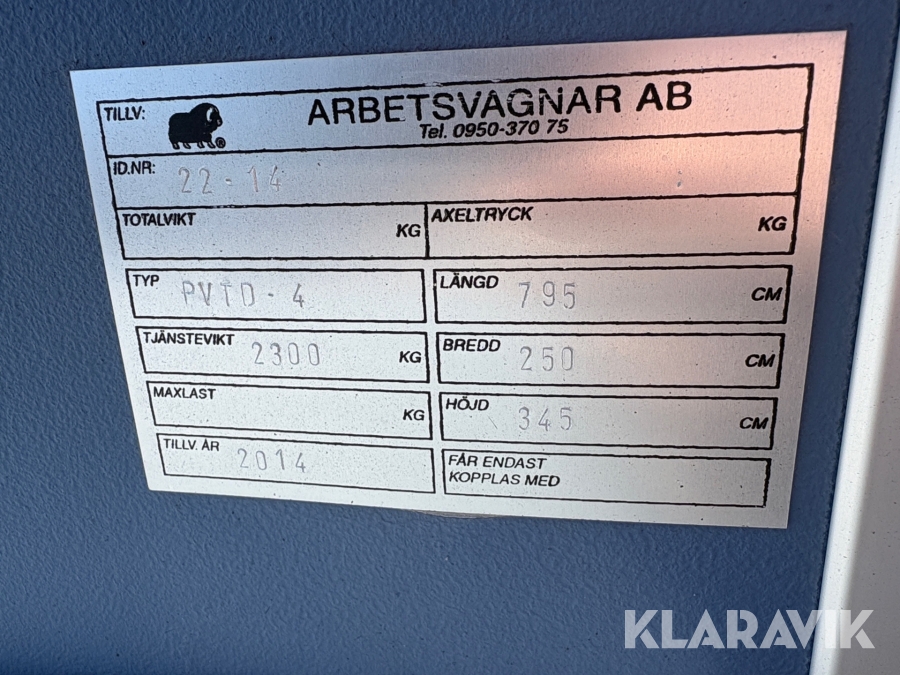 TILLV: ARBETSVAGNAR AB
®
Tel. 0950-370 75
ID.NR: 22-14
TOTALVIKT KG AXELTRYCK KG
TYP PVTD-4 LÄNGD 795 CM
TJÄNSTEVIKT 2300 KG BREDD 250 CM
MAXLAST KG HÖJD 345 CM
TILLV. ÅR 2014 FÅR ENDAST
KOPPLAS MED
KLARAVIK